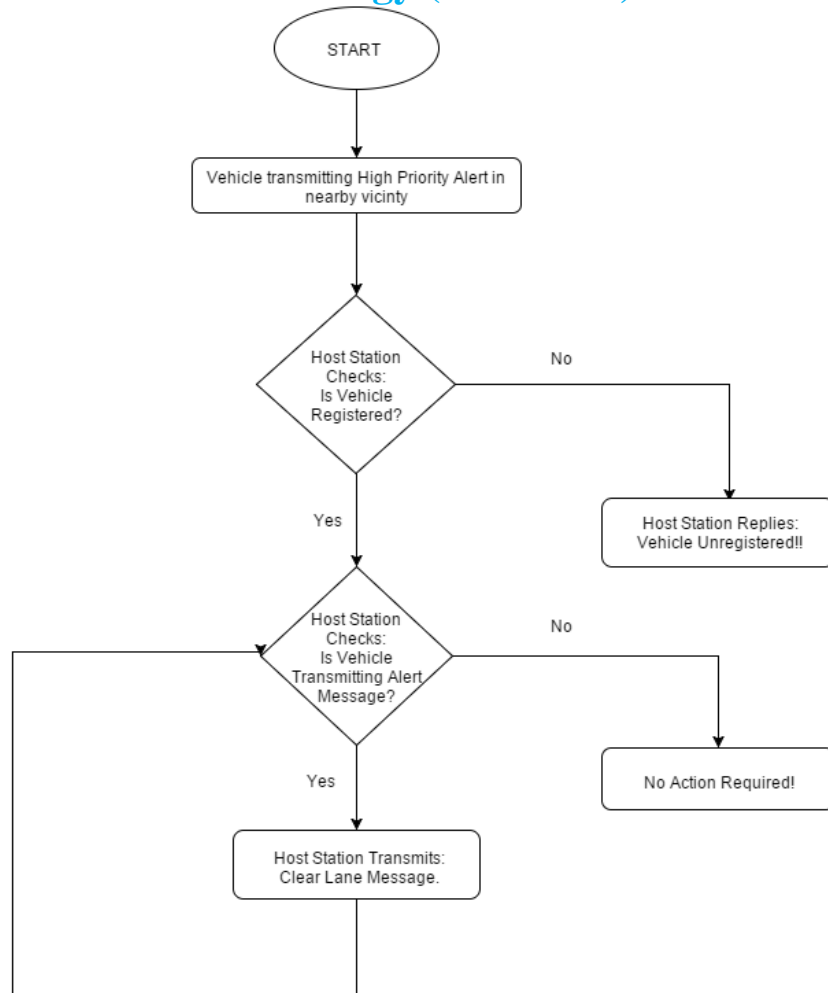 START
Vehicle transmitting High Priority Alert in
nearby vicinty
Host Station
Checks:
Is Vehicle
Registered?
No
Yes
Host Station Replies:
Vehicle Unregistered!!
Host Station
Checks:
Is Vehicle
Transmitting Alert
Message?
No
Yes
No Action Required!
Host Station Transmits:
Clear Lane Message.